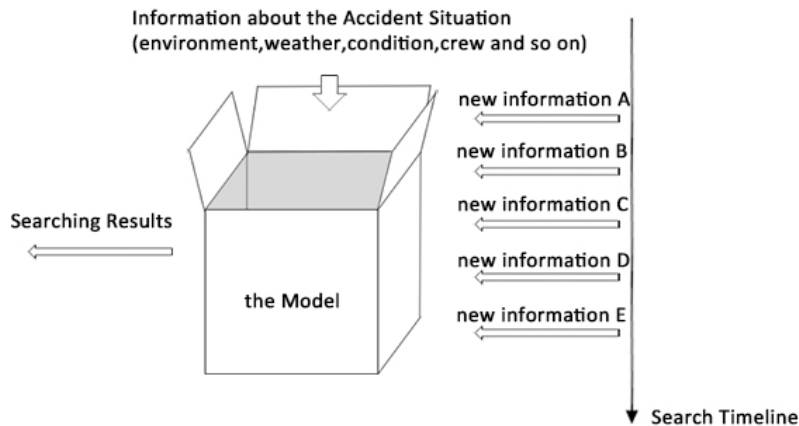 Information about the Accident Situation
(environment,weather,condition,crew and so on)
new information A
new information B
new information C
Searching Results
new information D
the Model
new information E
Search Timeline